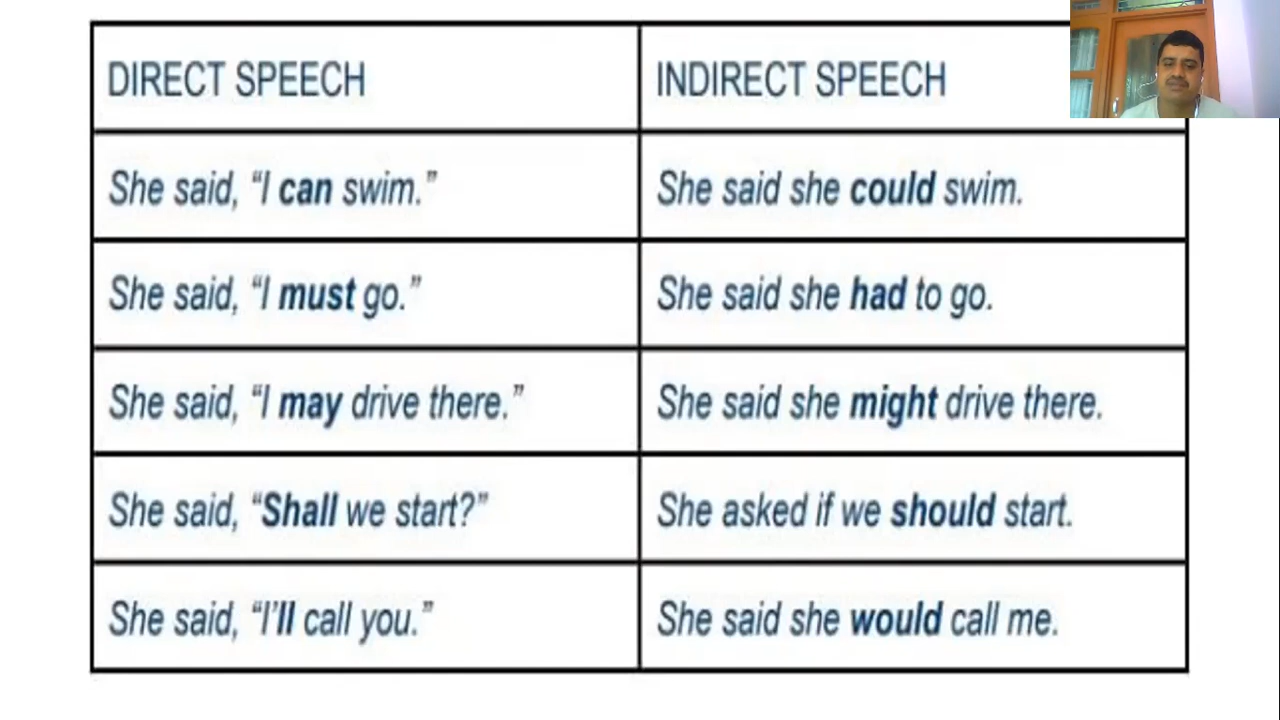 DIRECT SPEECH
INDIRECT SPEECH
She said, “I can swim.”
She said she could swim.
She said, “I must go.”
She said she had to go.
She said, “I may drive there.”
She said she might drive there.
She said, “Shall we start?”
She asked if we should start.
She said, “I’ll call you.”
She said she would call me.